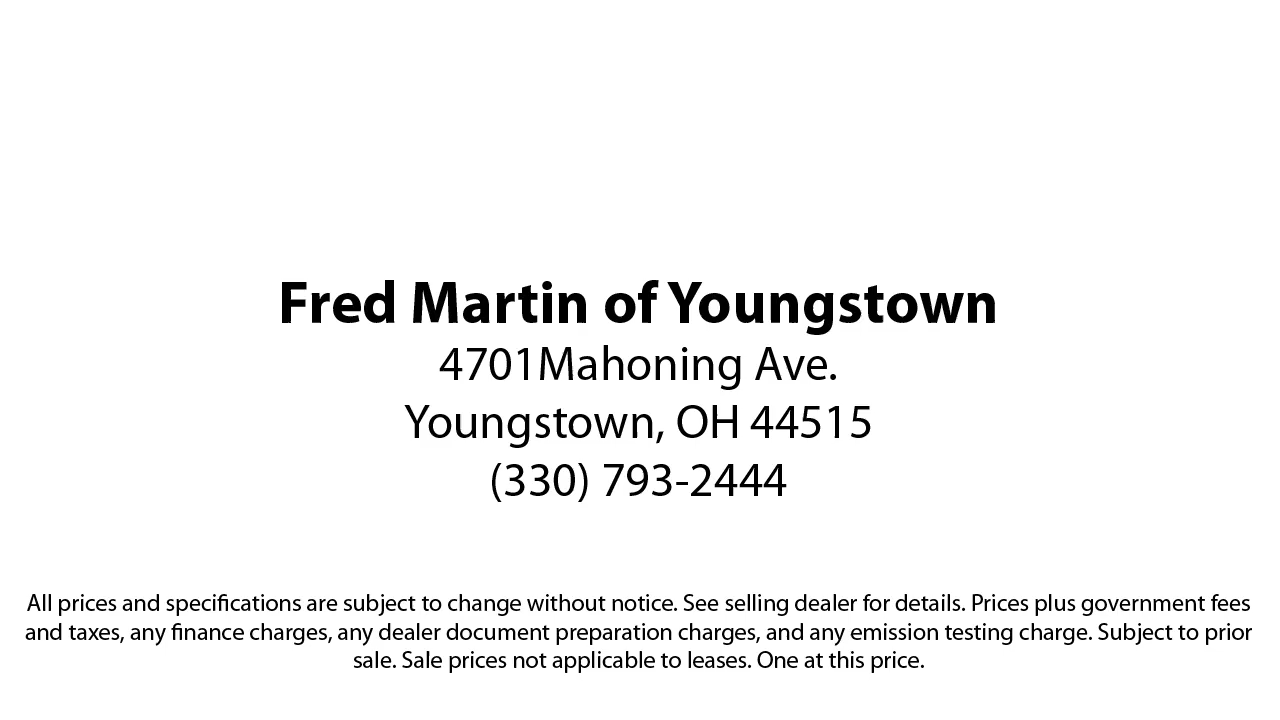 Fred Martin of Youngstown
4701Mahoning Ave.
Youngstown, OH 44515
(330) 793-2444
All prices and specifications are subject to change without notice. See selling dealer for details. Prices plus government fees
and taxes, any finance charges, any dealer document preparation charges, and any emission testing charge. Subject to prior
sale. Sale prices not applicable to leases. One at this price.